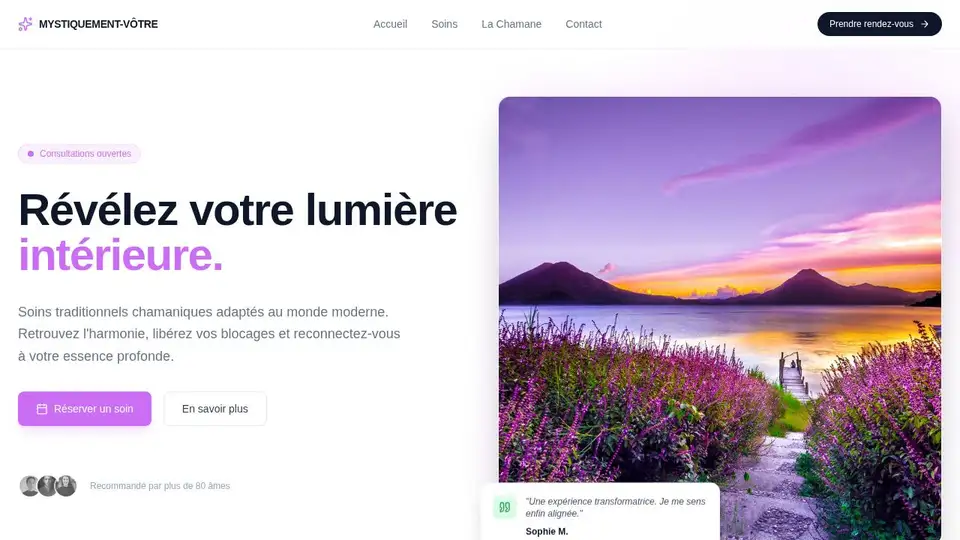 MYSTIQUEMENT-VÔTRE
Accueil
Soins
La Chamane
Contact
Prendre rendez-vous
Consultations ouvertes
Révélez votre lumière
intérieure.
Soins traditionnels chamaniques adaptés au monde moderne.
Retrouvez l'harmonie, libérez vos blocages et reconnectez-vous
à votre essence profonde.
Réserver un soin
En savoir plus
Recommandé par plus de 80 âmes
"Une expérience transformatrice. Je me sens
enfin alignée."
Sophie M.